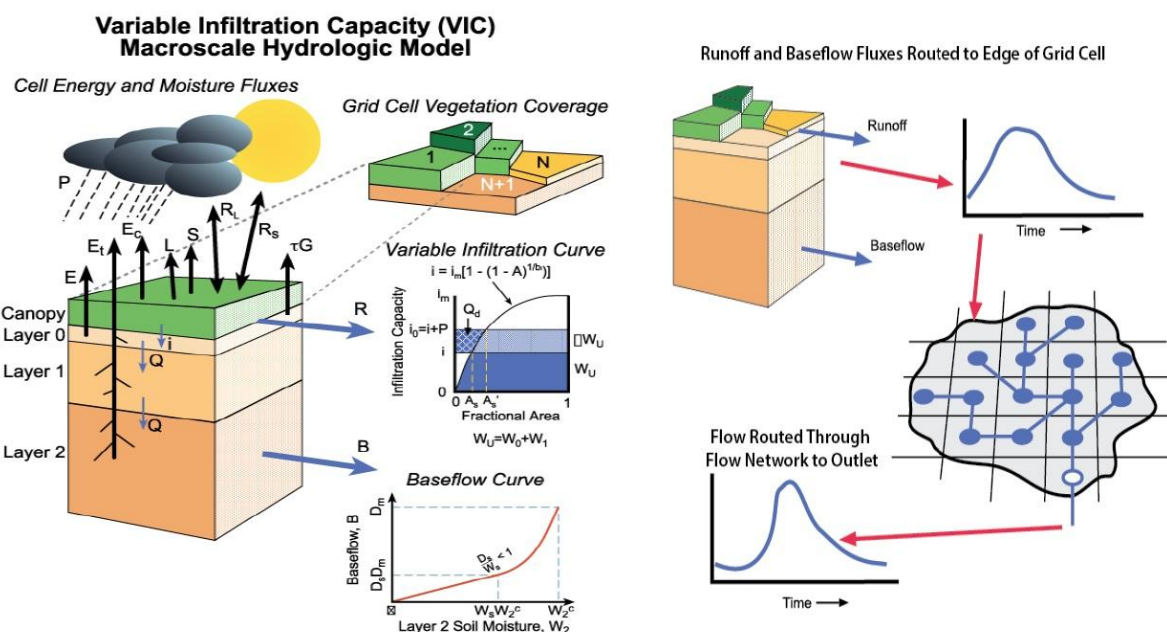 Variable Infiltration Capacity (VIC)
Macroscale Hydrologic Model
Cell Energy and Moisture Fluxes
Grid Cell Vegetation Coverage
1
2
...
N
N+1
P
E
Et
Ec
L
S
RL
Rs
τG
Canopy
Layer 0
Layer 1
Layer 2
i
Q
Q
R
B
Variable Infiltration Curve
i = im[1 - (1 - A)^1/bi)]
Infiltration Capacity
im
i0=i+P
i
0
Qd
□WU
WU
0 As As' 1
Fractional Area
WU=W0+W1
Baseflow Curve
Baseflow, B
Dm
DsDm
Ds/Ws < 1
WsW2c W2c
Layer 2 Soil Moisture, W2
Runoff and Baseflow Fluxes Routed to Edge of Grid Cell
Runoff
Baseflow
Time
Flow Routed Through
Flow Network to Outlet
Time